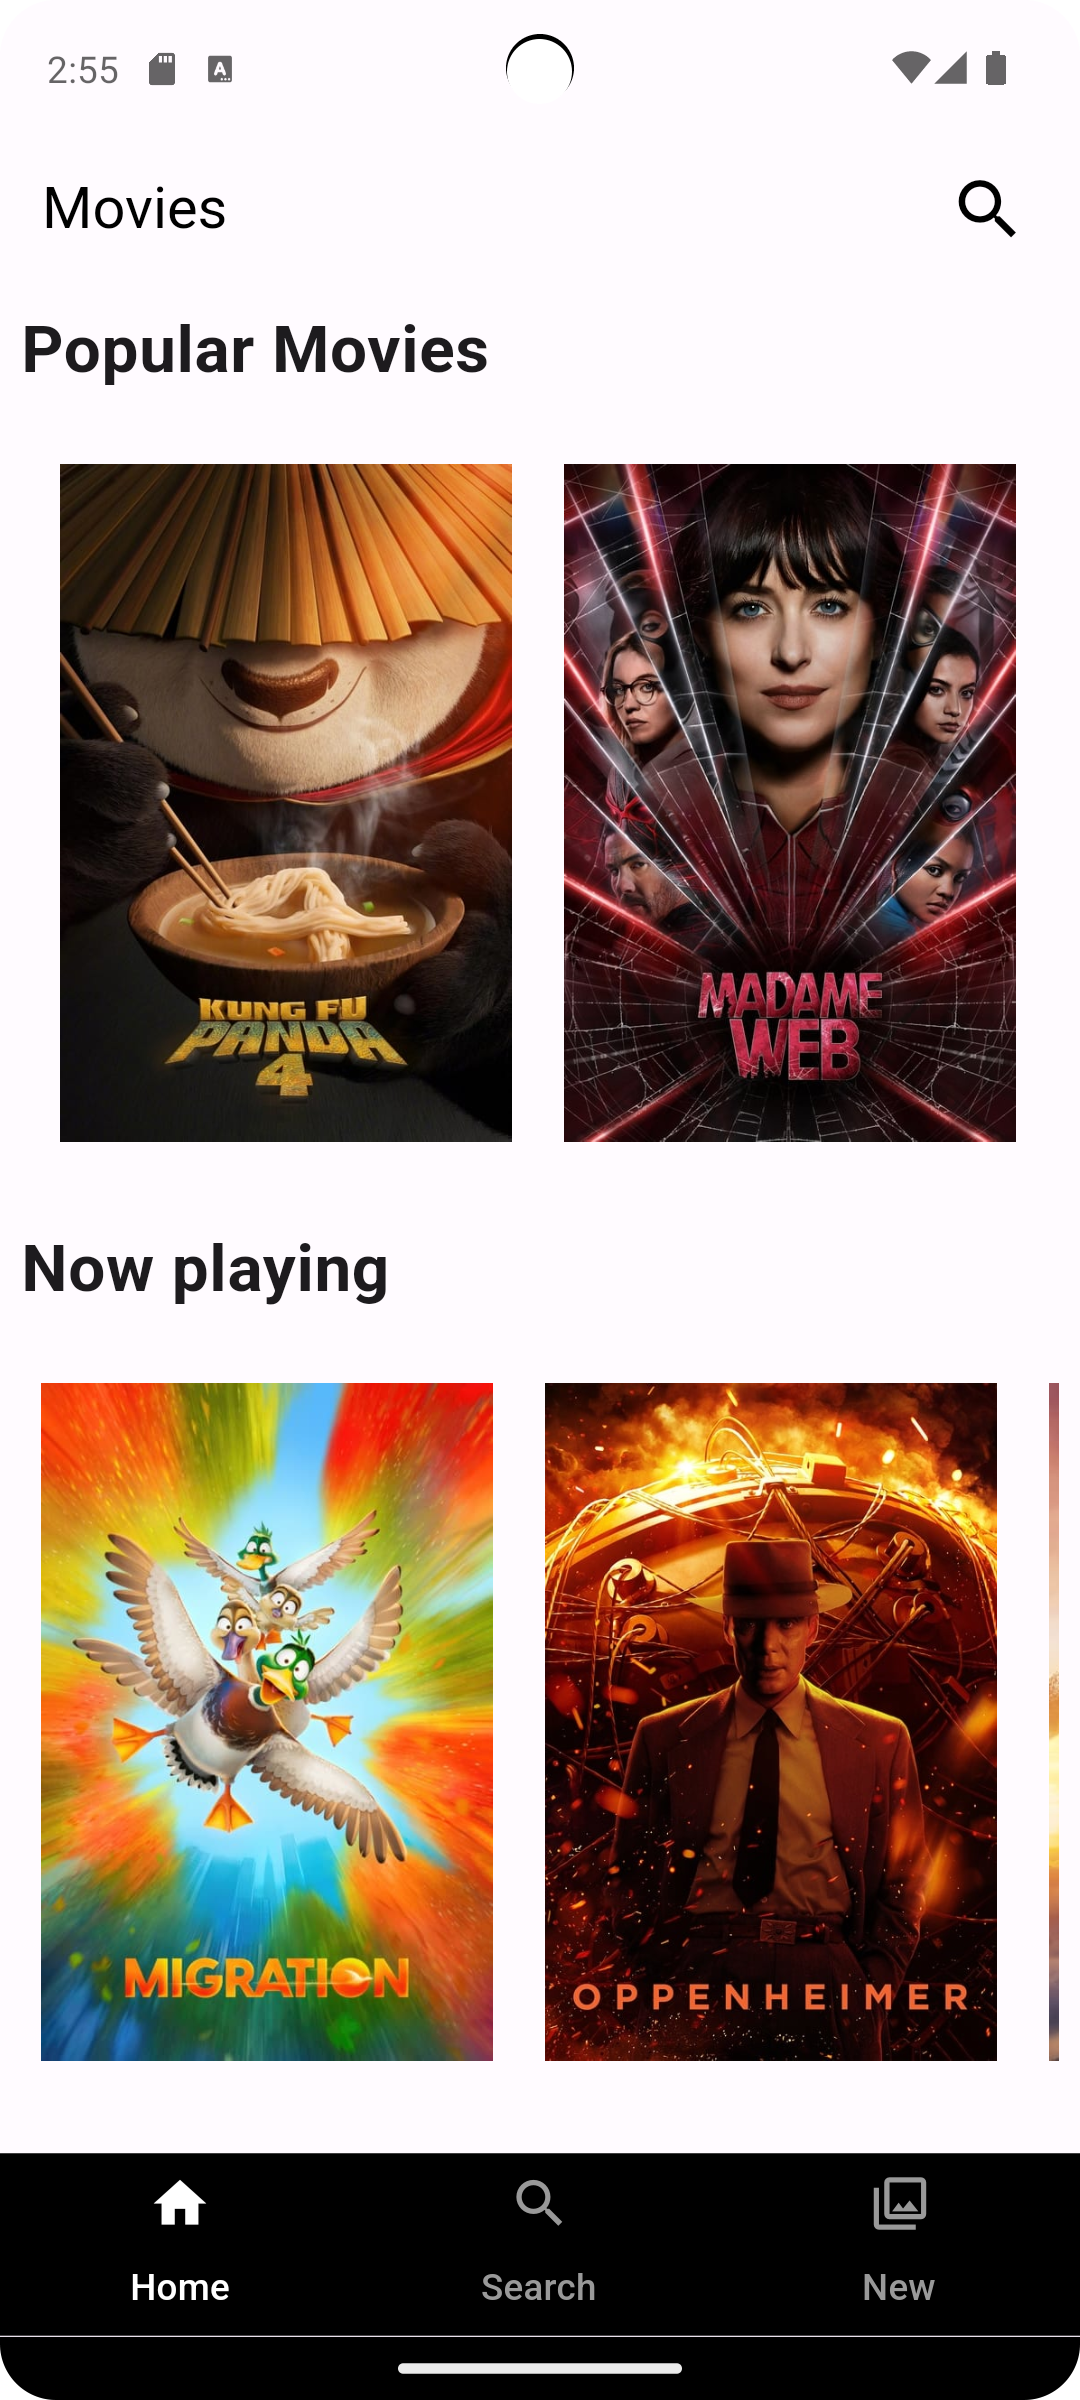 2:55
Movies
Popular Movies
KUNG FU
PANDA
4
MADAME
WEB
Now playing
MIGRATION
OPPENHEIMER
Home
Search
New